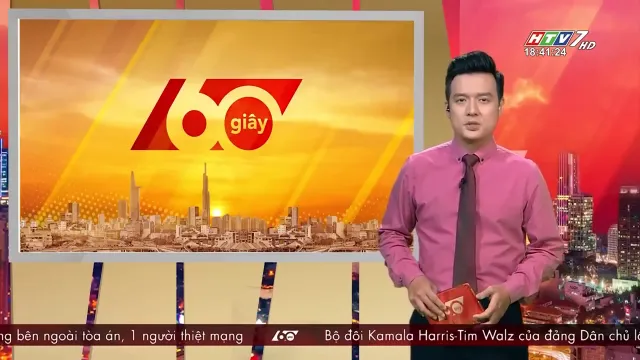 HTV7 HD
18:41:24
60 giây
ng bên ngoài tòa án, 1 người thiệt mạng 60 Bộ đôi Kamala Harris-Tim Walz của đảng Dân chủ l